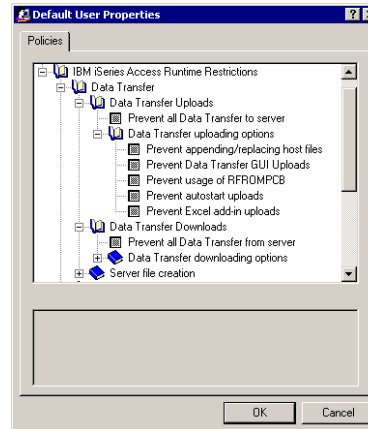 Default User Properties
Policies
IBM iSeries Access Runtime Restrictions
Data Transfer
Data Transfer Uploads
Prevent all Data Transfer to server
Data Transfer uploading options
Prevent appending/replacing host files
Prevent Data Transfer GUI Uploads
Prevent usage of RFROMPCB
Prevent autostart uploads
Prevent Excel add-in uploads
Data Transfer Downloads
Prevent all Data Transfer from server
Data Transfer downloading options
Server file creation
OK
Cancel